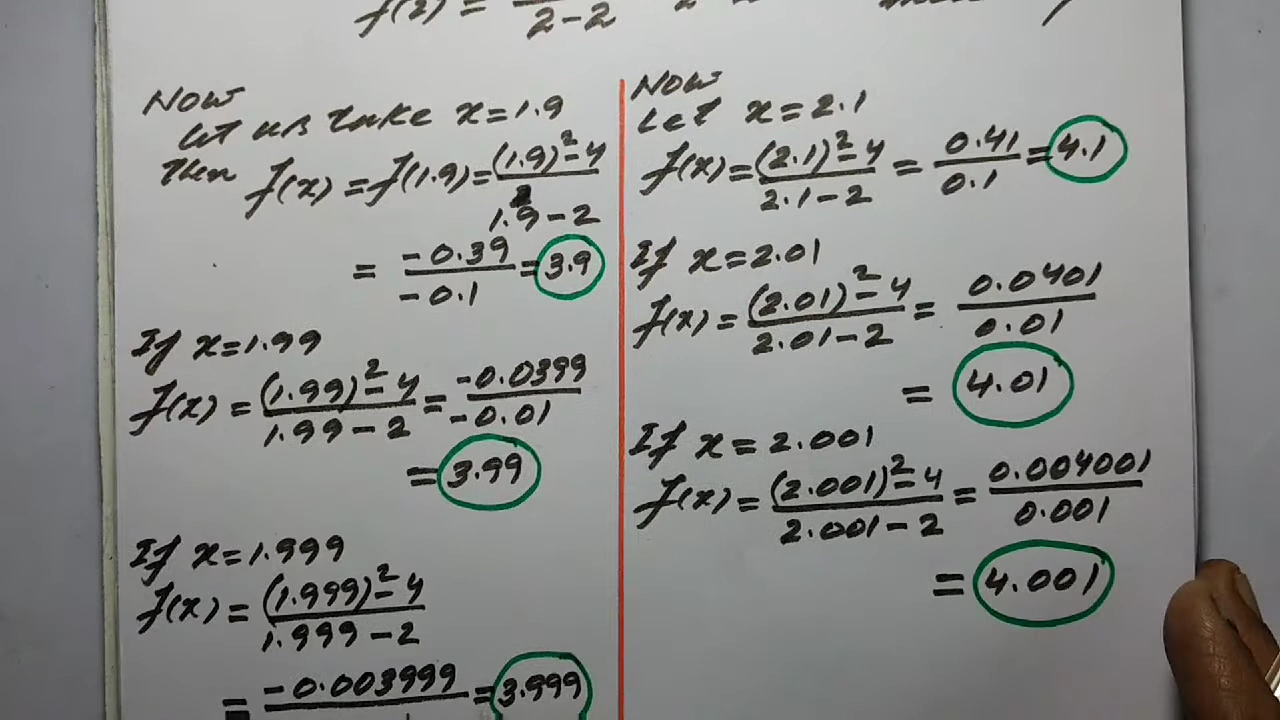 f(2) = / 2-2
Now
Let us take x=1.9
Then f(x) = f(1.9) = (1.9)²-4 / 1.9-2
= -0.39 / -0.1 = 3.9
If x=1.99
f(x) = (1.99)²-4 / 1.99-2 = -0.0399 / -0.01
= 3.99
If x=1.999
f(x) = (1.999)²-4 / 1.999-2
= -0.003999 = 3.999
Now
Let x=2.1
f(x) = (2.1)²-4 / 2.1-2 = 0.41 / 0.1 = 4.1
If x=2.01
f(x) = (2.01)²-4 / 2.01-2 = 0.0401 / 0.01
= 4.01
If x=2.001
f(x) = (2.001)²-4 / 2.001-2 = 0.004001 / 0.001
= 4.001